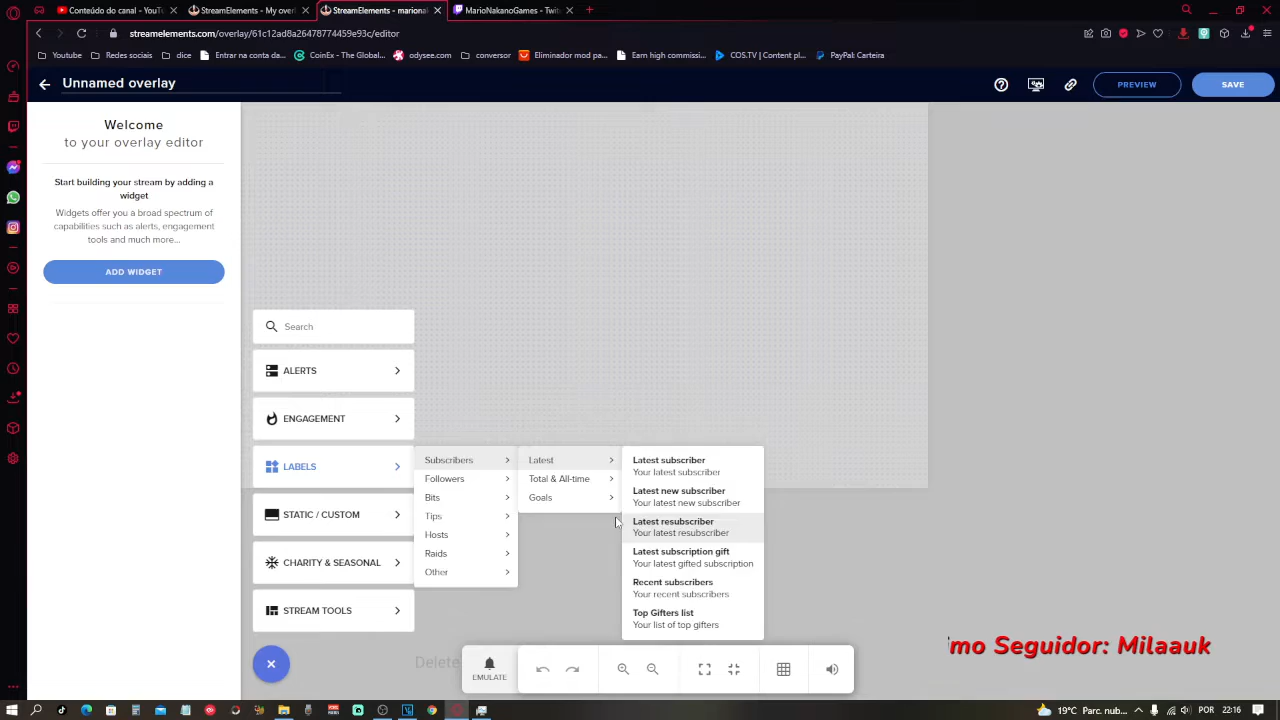 Conteúdo do canal - YouTu
StreamElements - My over
StreamElements - mariona
MarioNakanoGames - Twit
streamelements.com/overlay/61c12ad8a26478774459e93c/editor
Youtube
Redes sociais
dice
Entrar na conta da...
CoinEx - The Global...
odysee.com
conversor
Eliminador mod pa...
Earn high commissi...
COS.TV | Content pl...
PayPal: Carteira
Unnamed overlay
PREVIEW
SAVE
Welcome
to your overlay editor
Start building your stream by adding a
widget
Widgets offer you a broad spectrum of
capabilities such as alerts, engagement
tools and much more...
ADD WIDGET
Search
ALERTS
ENGAGEMENT
LABELS
STATIC / CUSTOM
CHARITY & SEASONAL
STREAM TOOLS
Subscribers
Followers
Bits
Tips
Hosts
Raids
Other
Latest
Total & All-time
Goals
Latest subscriber
Your latest subscriber
Latest new subscriber
Your latest new subscriber
Latest resubscriber
Your latest resubscriber
Latest subscription gift
Your latest gifted subscription
Recent subscribers
Your recent subscribers
Top Gifters list
Your list of top gifters
mo Seguidor: Milaauk
Delete
EMULATE
19°C Parc. nub...
POR
22:16